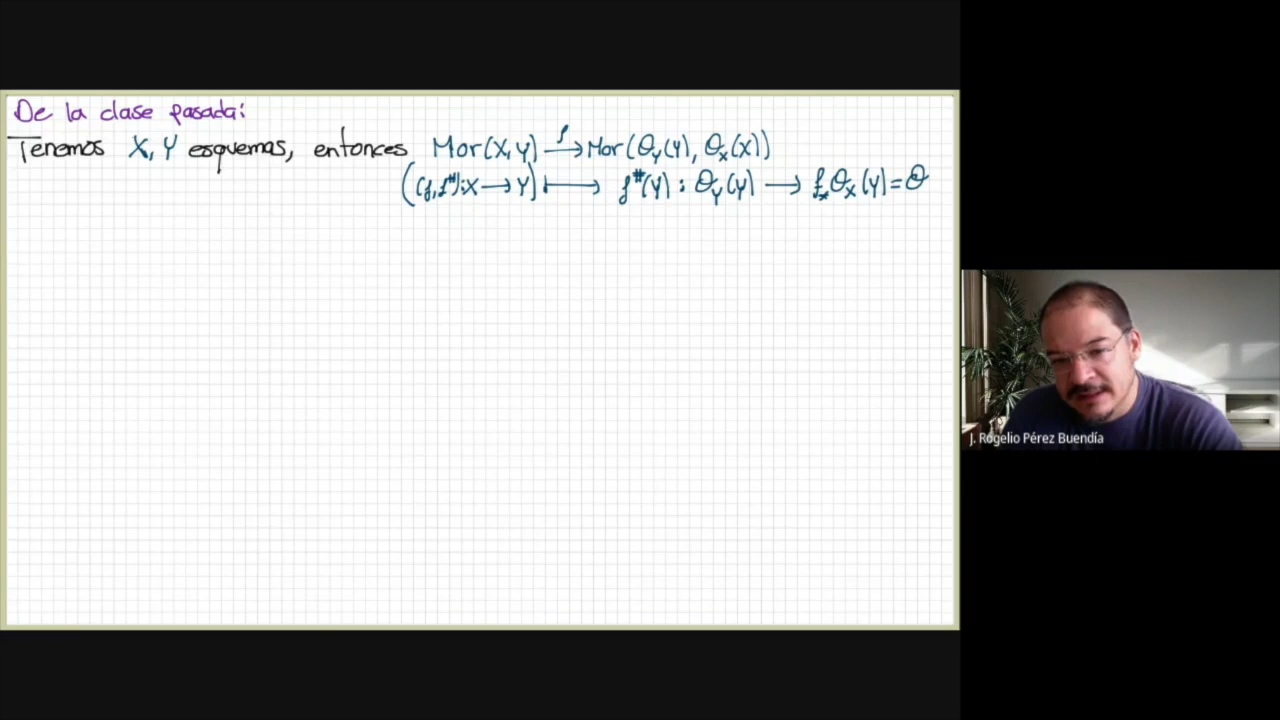 De la clase pasada:
Tenemos X, Y esquemas, entonces Mor(X,Y) ⟶^ρ Mor(𝒪_Y(Y), 𝒪_X(X))
((f,f^#):X⟶Y) ⟼ f^#(Y) : 𝒪_Y(Y) ⟶ f_*𝒪_X(Y)=𝒪
J. Rogelio Pérez Buendía